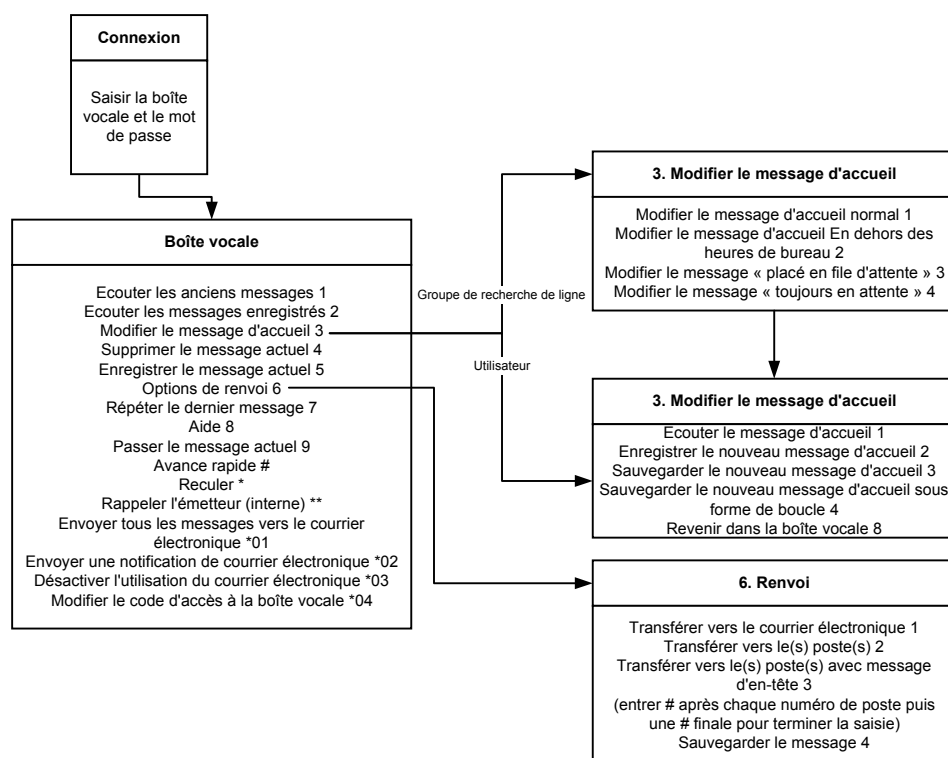 Connexion
Saisir la boîte
vocale et le mot
de passe
Boîte vocale
Ecouter les anciens messages 1
Ecouter les messages enregistrés 2
Modifier le message d'accueil 3
Supprimer le message actuel 4
Enregistrer le message actuel 5
Options de renvoi 6
Répéter le dernier message 7
Aide 8
Passer le message actuel 9
Avance rapide #
Reculer *
Rappeler l'émetteur (interne) **
Envoyer tous les messages vers le courrier
électronique *01
Envoyer une notification de courrier électronique *02
Désactiver l'utilisation du courrier électronique *03
Modifier le code d'accès à la boîte vocale *04
Groupe de recherche de ligne
Utilisateur
3. Modifier le message d'accueil
Modifier le message d'accueil normal 1
Modifier le message d'accueil En dehors des
heures de bureau 2
Modifier le message « placé en file d'attente » 3
Modifier le message « toujours en attente » 4
3. Modifier le message d'accueil
Ecouter le message d'accueil 1
Enregistrer le nouveau message d'accueil 2
Sauvegarder le nouveau message d'accueil 3
Sauvegarder le nouveau message d'accueil sous
forme de boucle 4
Revenir dans la boîte vocale 8
6. Renvoi
Transférer vers le courrier électronique 1
Transférer vers le(s) poste(s) 2
Transférer vers le(s) poste(s) avec message
d'en-tête 3
(entrer # après chaque numéro de poste puis
une # finale pour terminer la saisie)
Sauvegarder le message 4